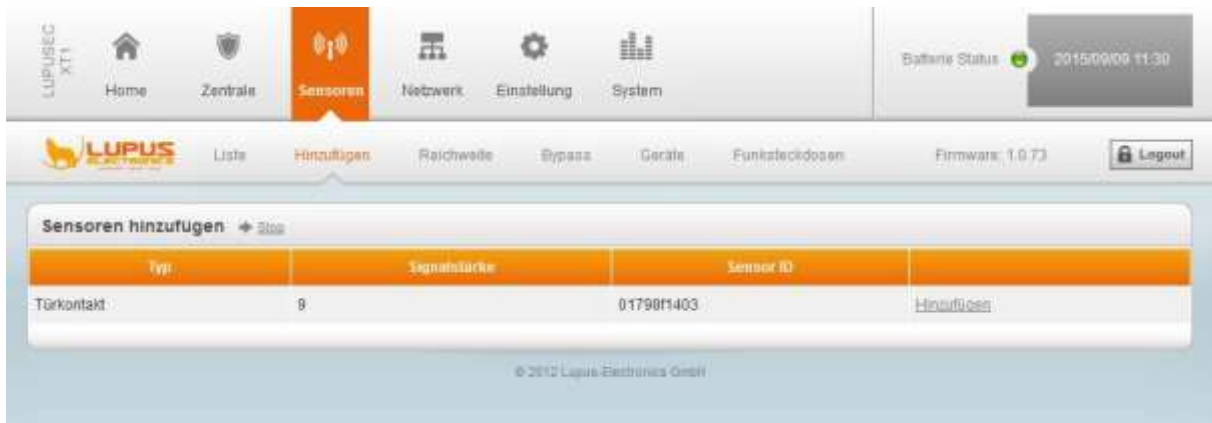 LUPUSEC
XT1
Home
Zentrale
Sensoren
Netzwerk
Einstellung
System
Batterie Status
2015/09/09 11:30
LUPUS
ELECTRONICS
Liste
Hinzufügen
Reichweite
Bypass
Geräte
Funksteckdosen
Firmware: 1.0.73
Logout
Sensoren hinzufügen Stop
Typ Signalstärke Sensor ID
Türkontakt 9 01798f1403 Hinzufügen
© 2012 Lupus-Electronics GmbH